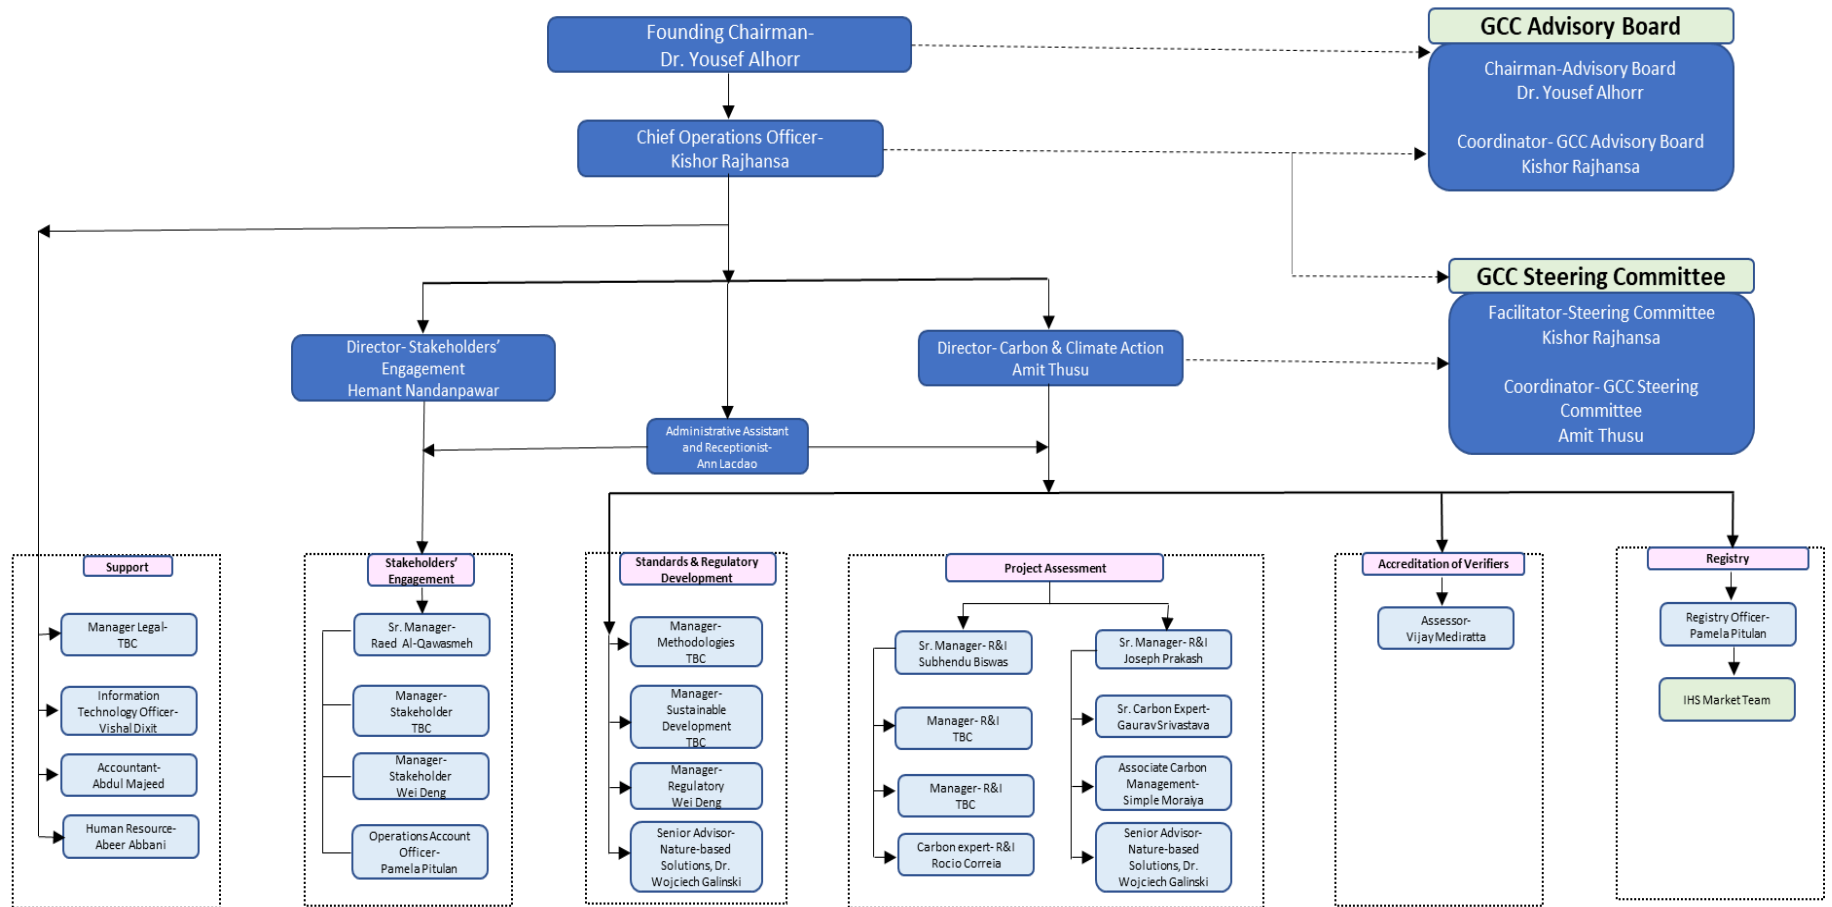 Founding Chairman-
Dr. Yousef Alhorr
GCC Advisory Board
Chairman-Advisory Board
Dr. Yousef Alhorr
Coordinator- GCC Advisory Board
Kishor Rajhansa
Chief Operations Officer-
Kishor Rajhansa
GCC Steering Committee
Facilitator-Steering Committee
Kishor Rajhansa
Coordinator- GCC Steering
Committee
Amit Thusu
Director- Stakeholders’
Engagement
Hemant Nandanpawar
Director- Carbon & Climate Action
Amit Thusu
Administrative Assistant
and Receptionist-
Ann Lacdao
Support
Manager Legal-
TBC
Information
Technology Officer-
Vishal Dixit
Accountant-
Abdul Majeed
Human Resource-
Abeer Abbani
Stakeholders’
Engagement
Sr. Manager-
Raed Al-Qawasmeh
Manager-
Stakeholder
TBC
Manager-
Stakeholder
Wei Deng
Operations Account
Officer-
Pamela Pitulan
Standards & Regulatory
Development
Manager-
Methodologies
TBC
Manager-
Sustainable
Development
TBC
Manager-
Regulatory
Wei Deng
Senior Advisor-
Nature-based
Solutions, Dr.
Wojciech Galinski
Project Assessment
Sr. Manager- R&I
Subhendu Biswas
Manager- R&I
TBC
Manager- R&I
TBC
Carbon expert- R&I
Rocio Correia
Sr. Manager- R&I
Joseph Prakash
Sr. Carbon Expert-
Gaurav Srivastava
Associate Carbon
Management-
Simple Moraiya
Senior Advisor-
Nature-based
Solutions, Dr.
Wojciech Galinski
Accreditation of Verifiers
Assessor-
Vijay Mediratta
Registry
Registry Officer-
Pamela Pitulan
IHS Market Team